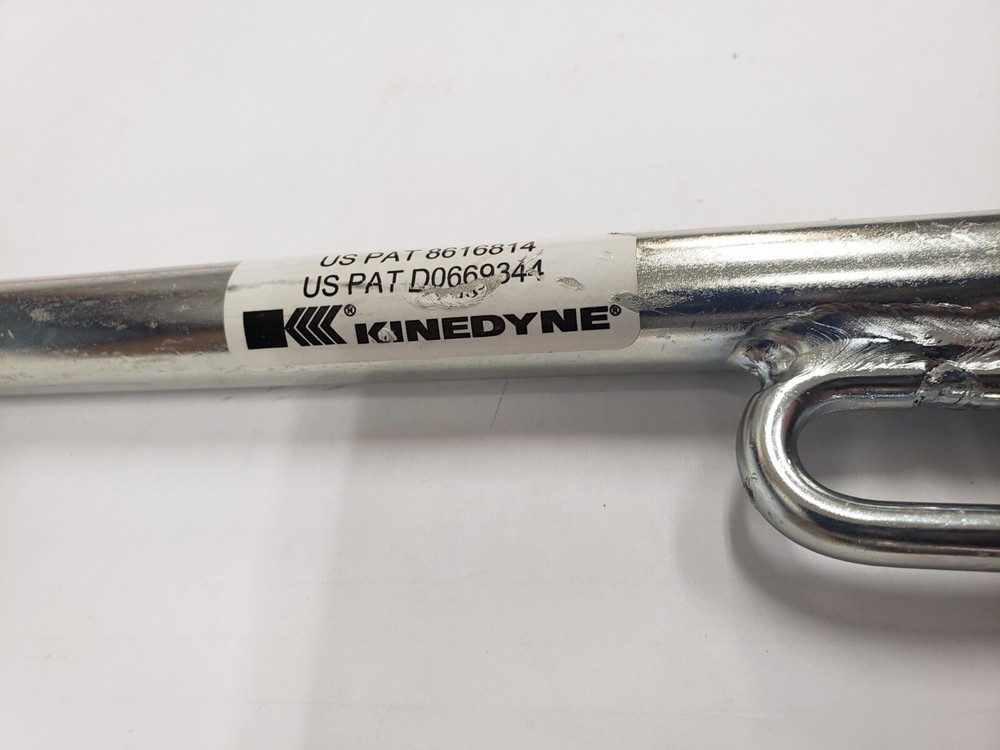 US PAT 8616814
US PAT D0669344
K® KINEDYNE®